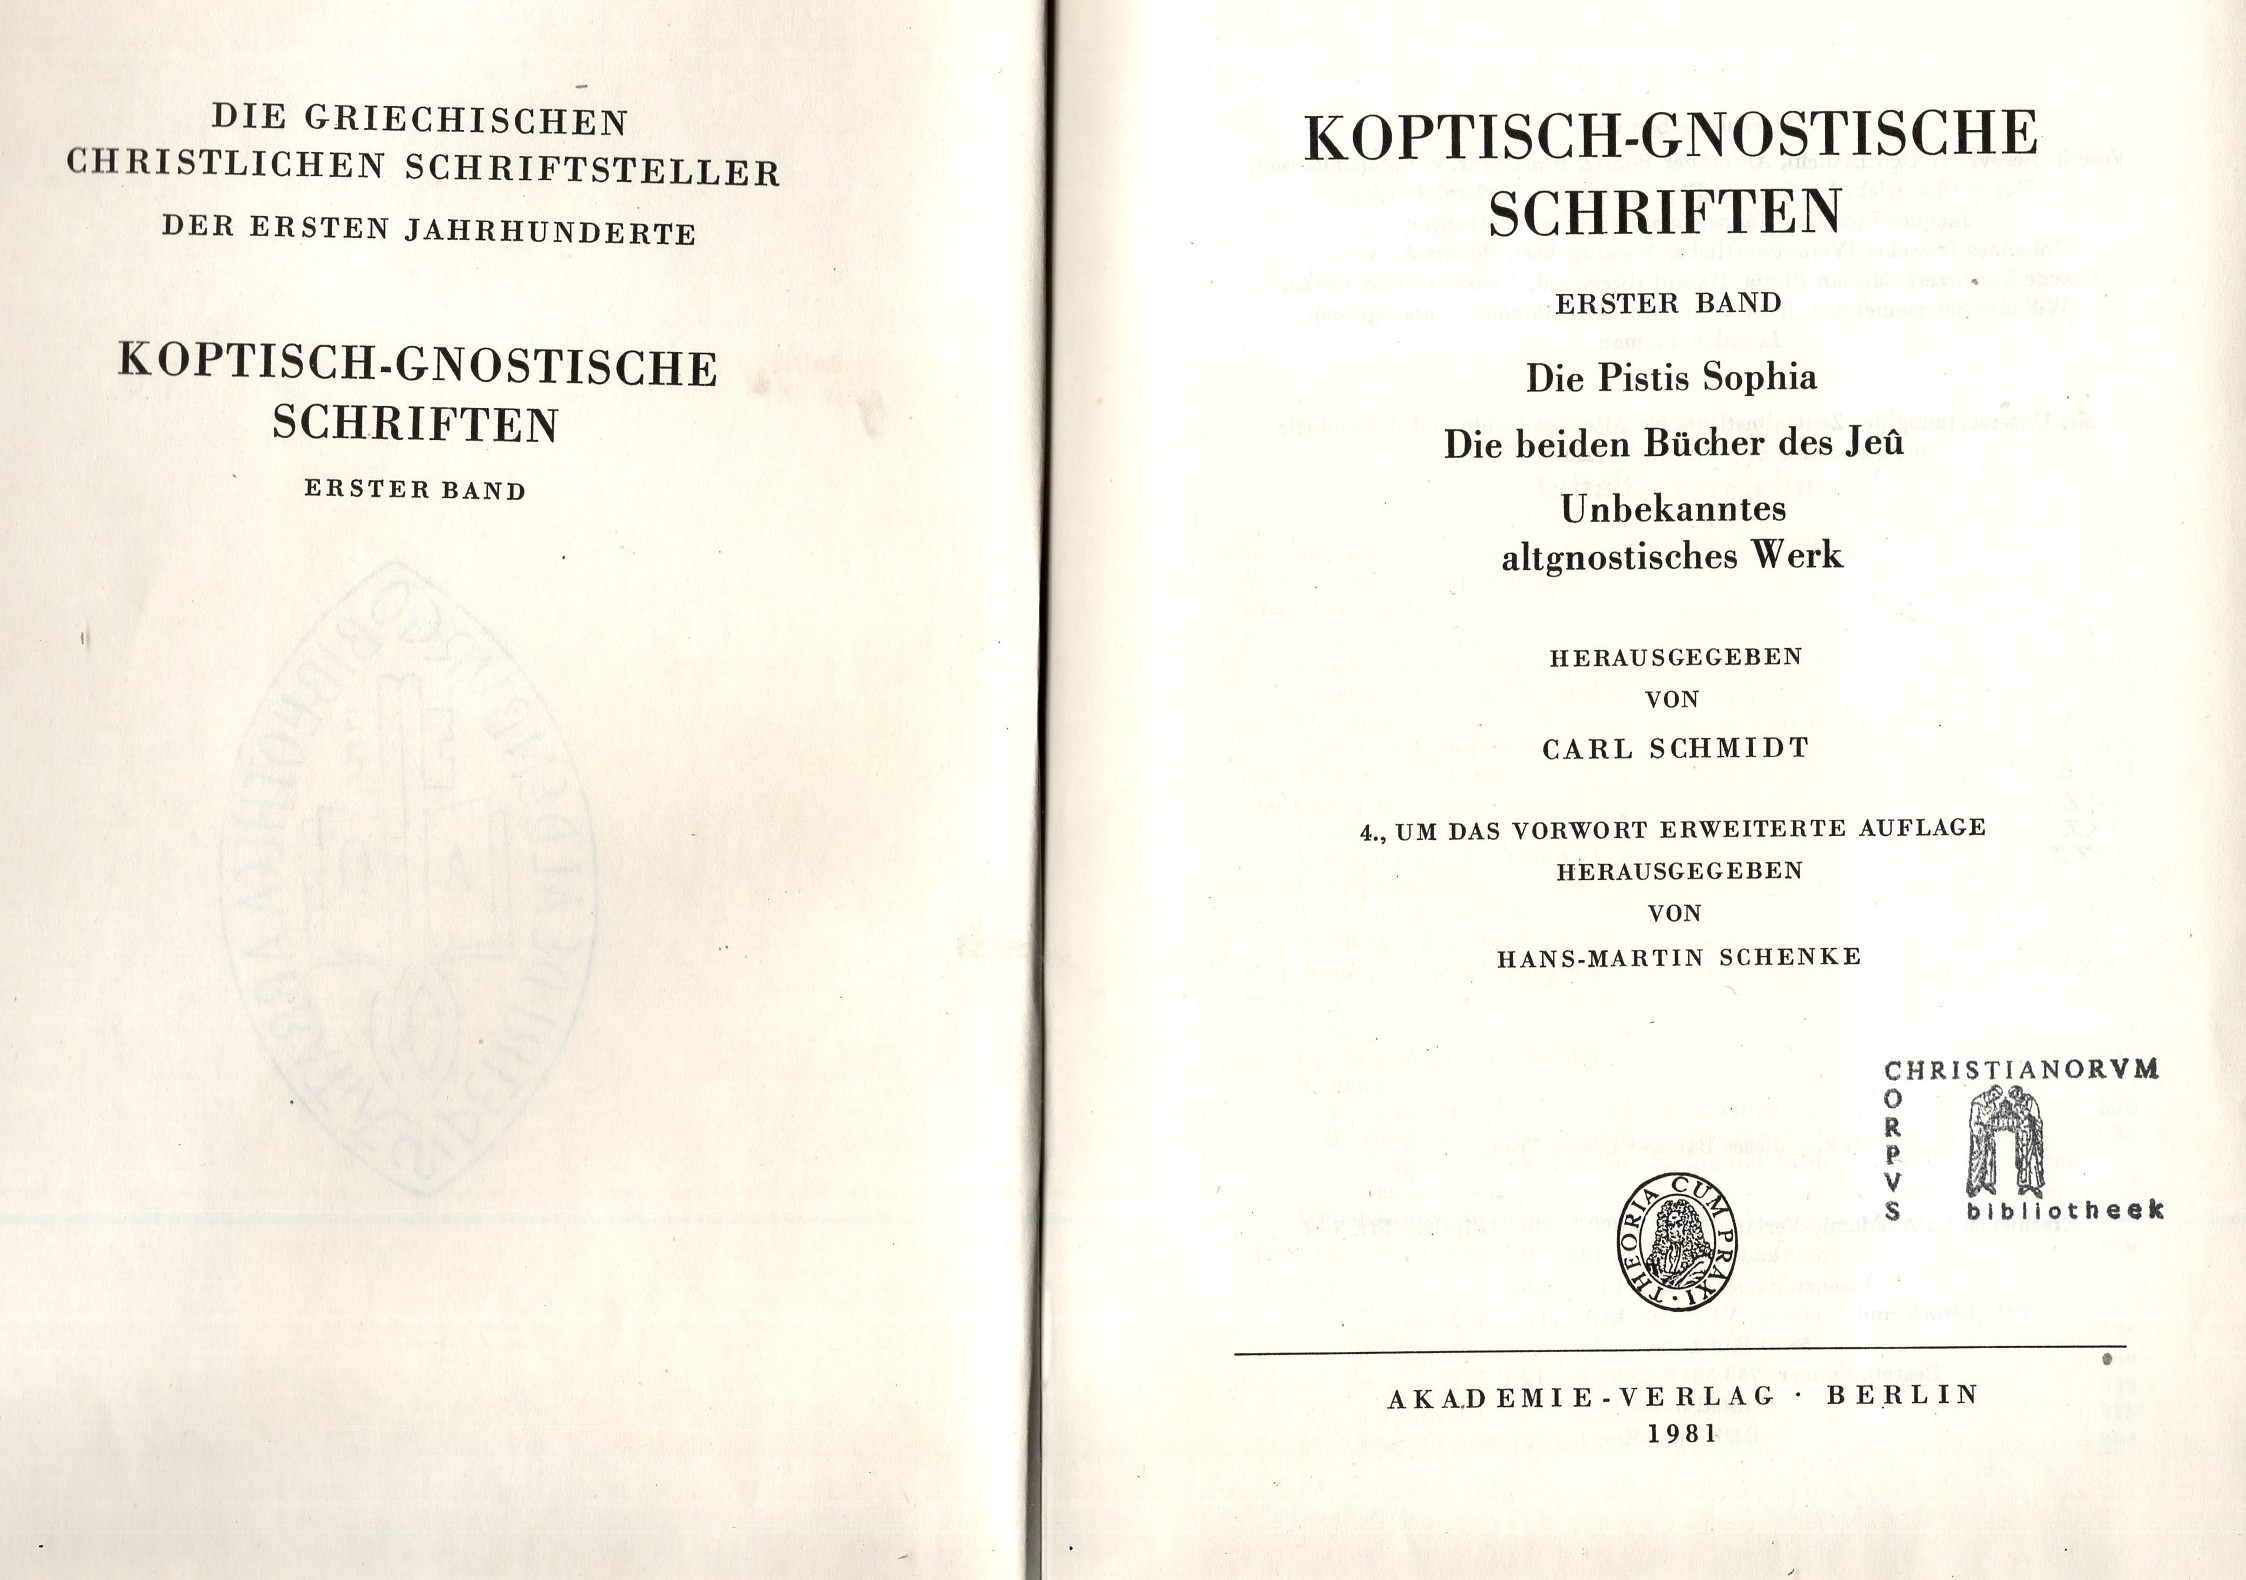 DIE GRIECHISCHEN
CHRISTLICHEN SCHRIFTSTELLER
DER ERSTEN JAHRHUNDERTE
KOPTISCH-GNOSTISCHE
SCHRIFTEN
ERSTER BAND
KOPTISCH-GNOSTISCHE
SCHRIFTEN
ERSTER BAND
Die Pistis Sophia
Die beiden Bücher des Jeû
Unbekanntes
altgnostisches Werk
HERAUSGEGEBEN
VON
CARL SCHMIDT
4., UM DAS VORWORT ERWEITERTE AUFLAGE
HERAUSGEGEBEN
VON
HANS-MARTIN SCHENKE
CHRISTIANORVM
CORPVS
bibliotheek
THEORIA CUM PRAXI
AKADEMIE-VERLAG · BERLIN
1981